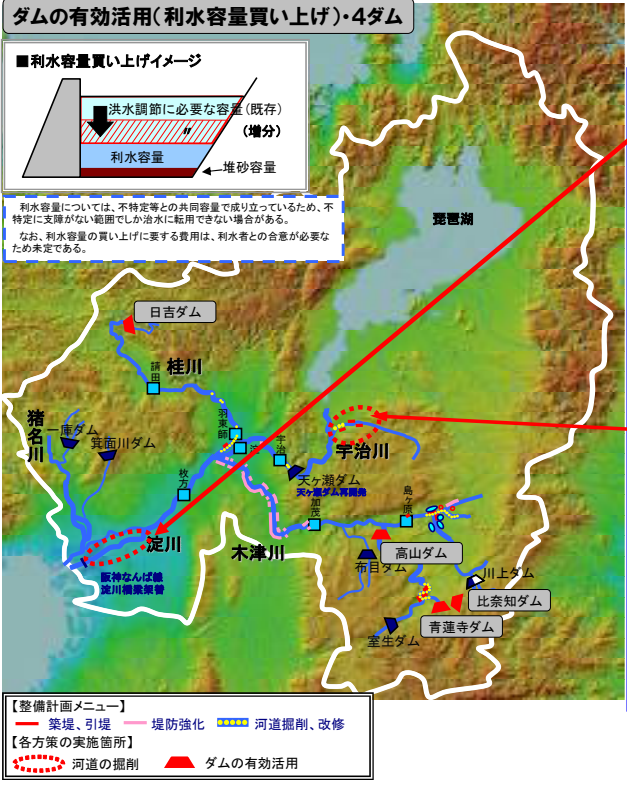 ダムの有効活用(利水容量買い上げ)・4ダム
■利水容量買い上げイメージ
洪水調節に必要な容量(既存)
〃
(増分)
利水容量
堆砂容量
利水容量については、不特定等との共同容量で成り立っているため、不
特定に支障がない範囲でしか治水に転用できない場合がある。
なお、利水容量の買い上げに要する費用は、利水者との合意が必要な
ため未定である。
琵琶湖
日吉ダム
請田
桂川
猪名川
一庫ダム
箕面川ダム
羽束師
淀
宇治
宇治川
天ヶ瀬ダム
天ヶ瀬ダム再開発
枚方
加茂
島ヶ原
淀川
木津川
高山ダム
布目ダム
川上ダム
阪神なんば線
淀川橋梁架替
比奈知ダム
青蓮寺ダム
室生ダム
【整備計画メニュー】
築堤、引堤
堤防強化
河道掘削、改修
【各方策の実施箇所】
河道の掘削
ダムの有効活用